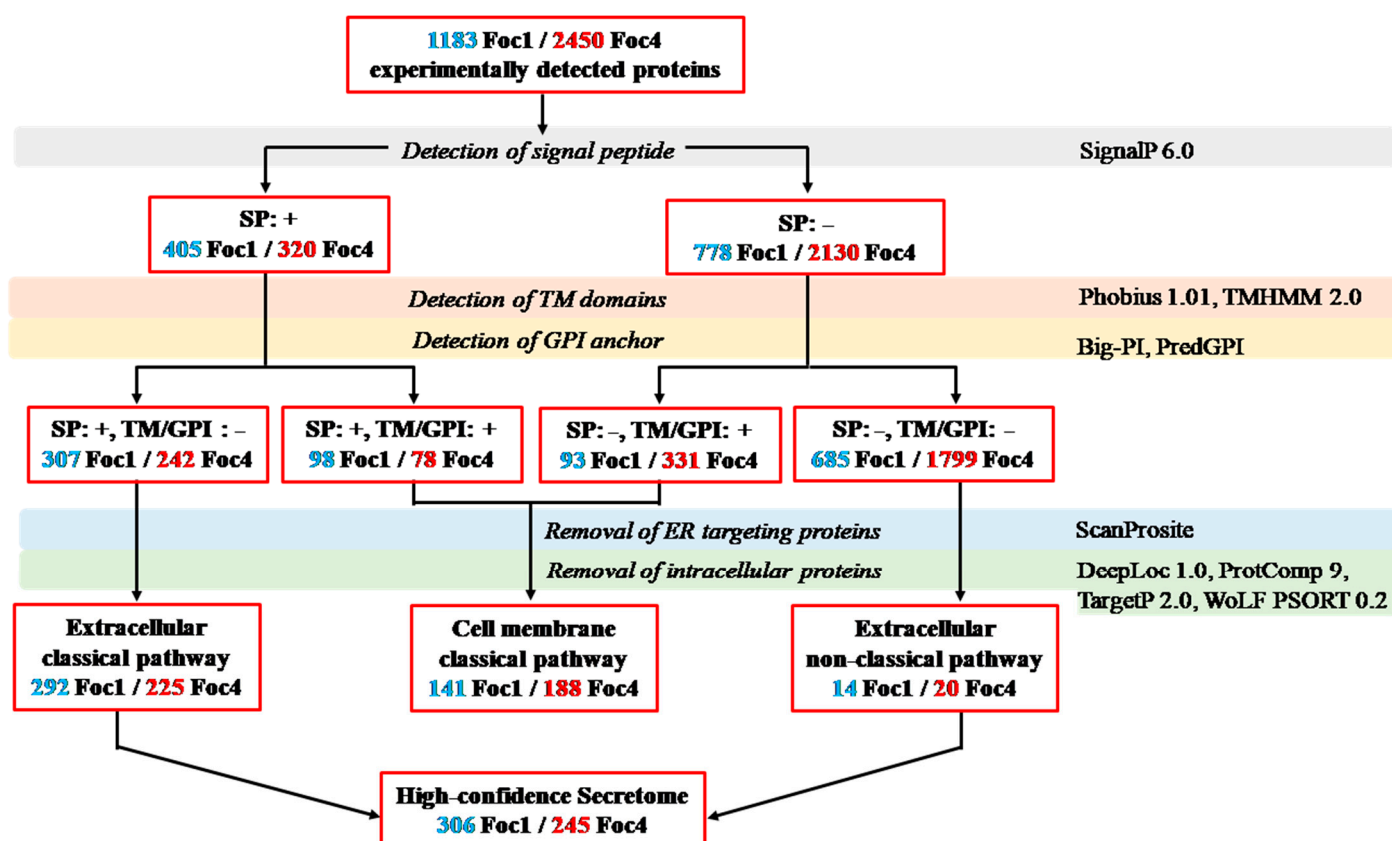 1183 Foc1 / 2450 Foc4
experimentally detected proteins
Detection of signal peptide
SignalP 6.0
SP: +
405 Foc1 / 320 Foc4
SP: –
778 Foc1 / 2130 Foc4
Detection of TM domains
Phobius 1.01, TMHMM 2.0
Detection of GPI anchor
Big-PI, PredGPI
SP: +, TM/GPI : –
307 Foc1 / 242 Foc4
SP: +, TM/GPI: +
98 Foc1 / 78 Foc4
SP: –, TM/GPI: +
93 Foc1 / 331 Foc4
SP: –, TM/GPI: –
685 Foc1 / 1799 Foc4
Removal of ER targeting proteins
ScanProsite
Removal of intracellular proteins
DeepLoc 1.0, ProtComp 9,
TargetP 2.0, WoLF PSORT 0.2
Extracellular
classical pathway
292 Foc1 / 225 Foc4
Cell membrane
classical pathway
141 Foc1 / 188 Foc4
Extracellular
non-classical pathway
14 Foc1 / 20 Foc4
High-confidence Secretome
306 Foc1 / 245 Foc4